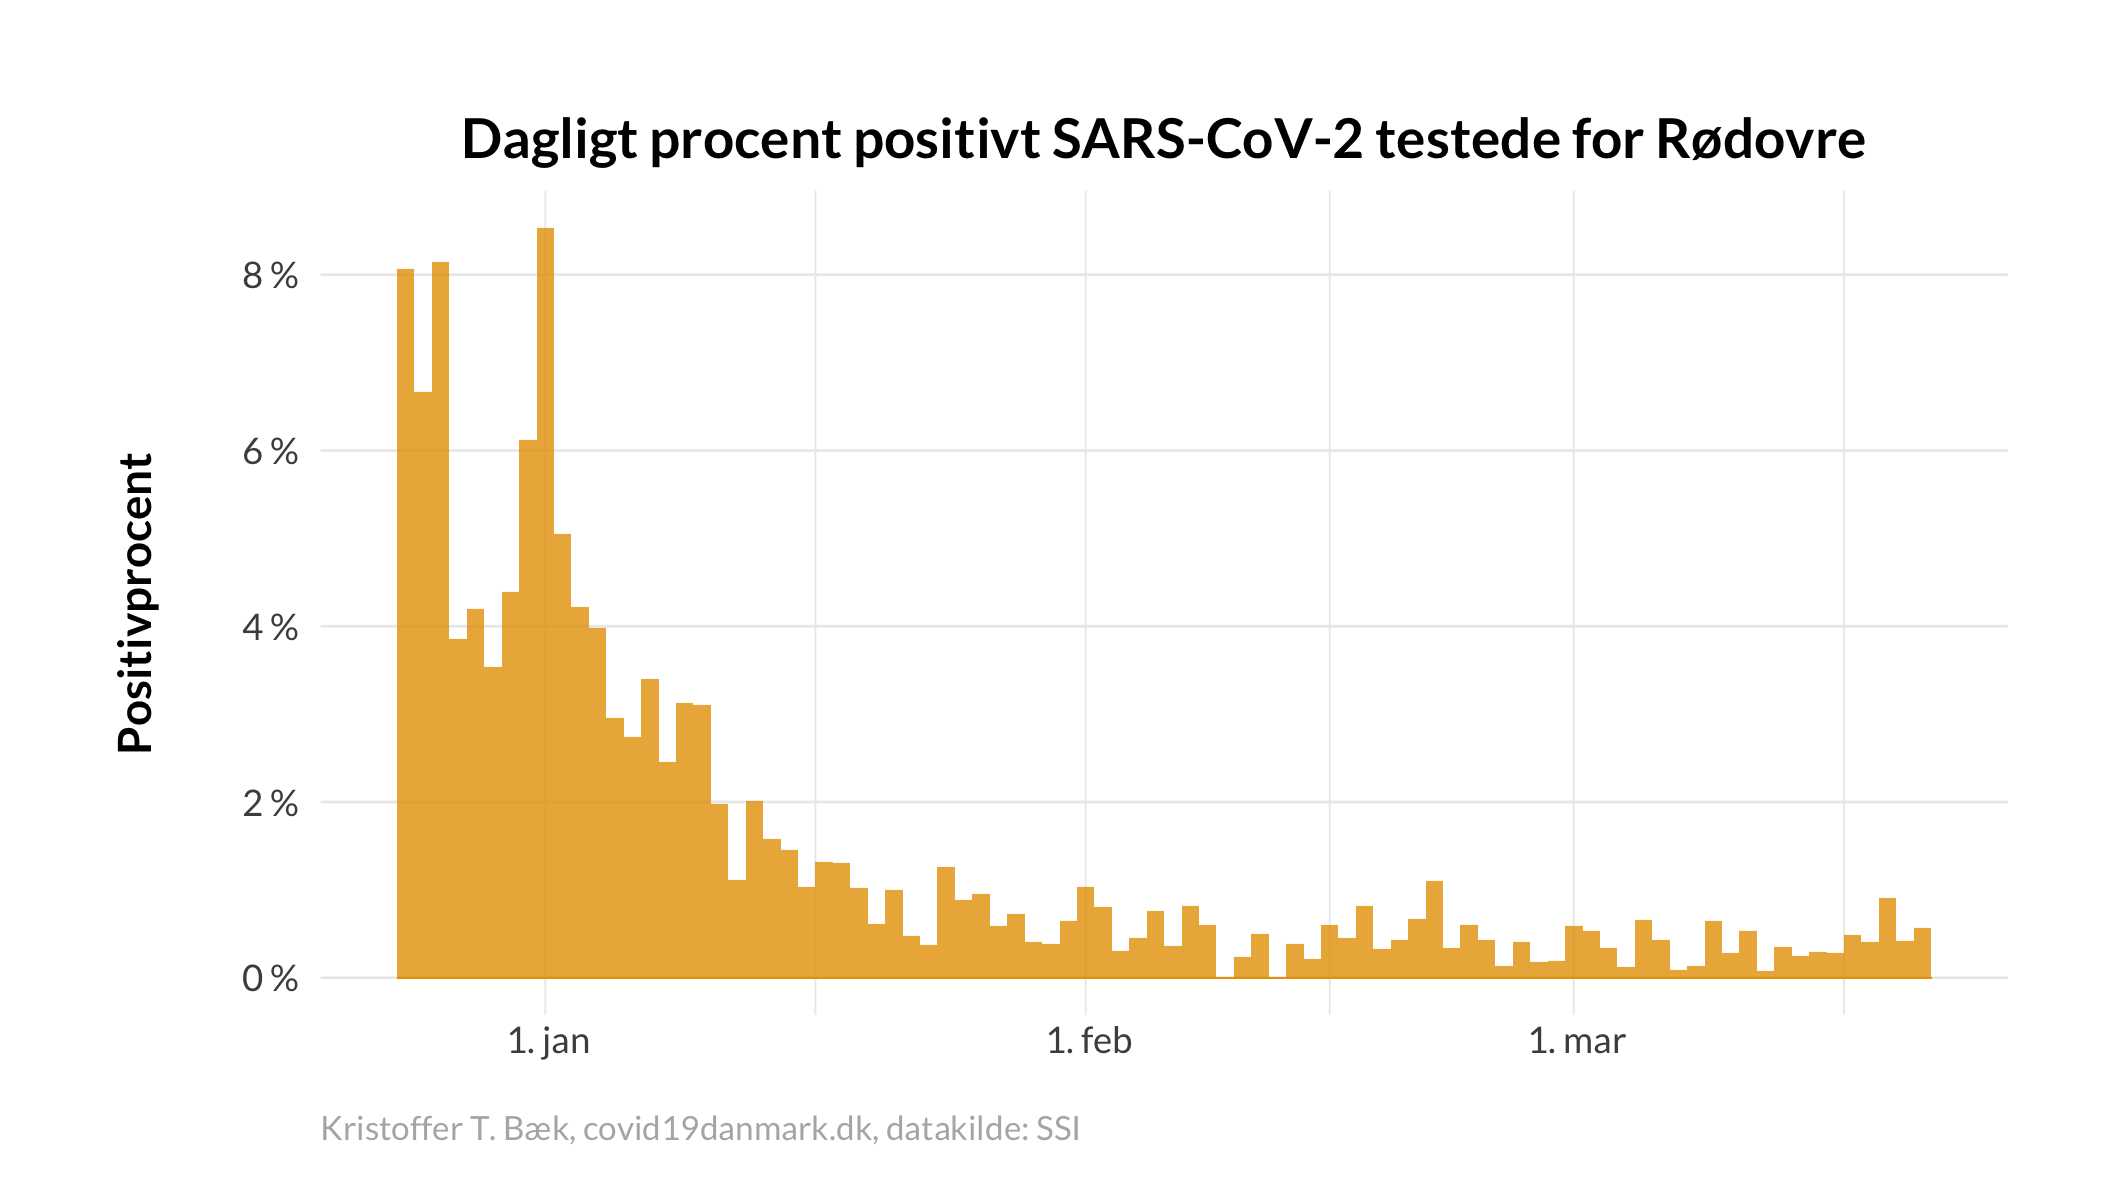 Dagligt procent positivt SARS-CoV-2 testede for Rødovre
Positivprocent
8 %
6 %
4 %
2 %
0 %
1. jan
1. feb
1. mar
Kristoffer T. Bæk, covid19danmark.dk, datakilde: SSI